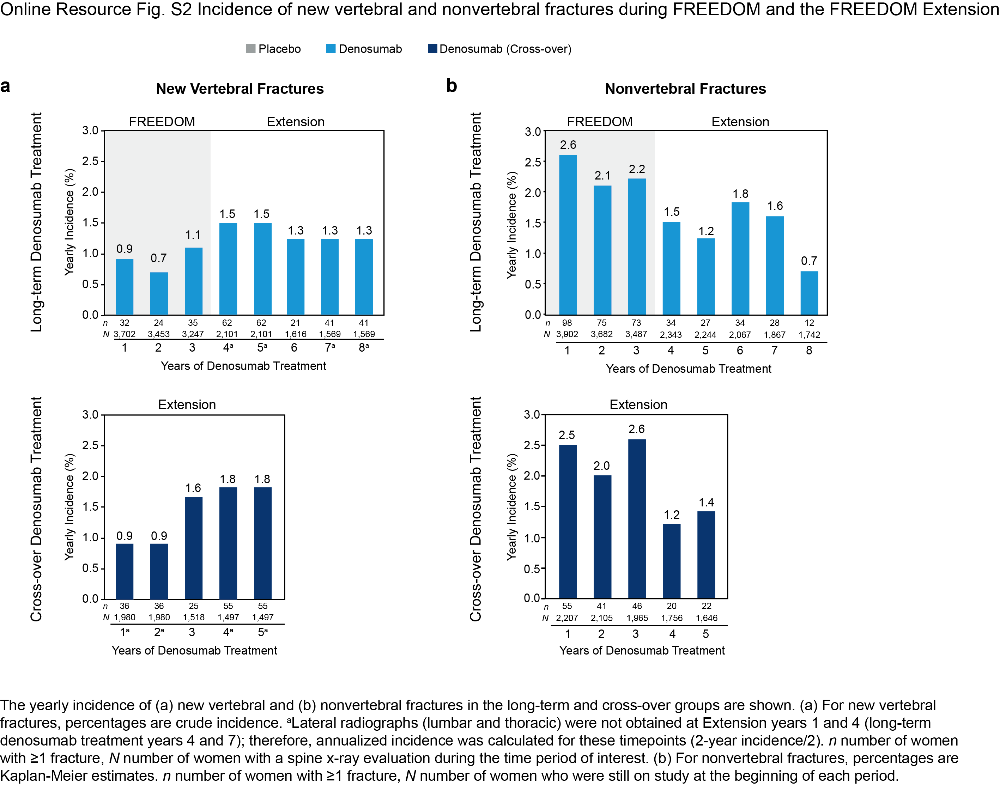 Online Resource Fig. S2 Incidence of new vertebral and nonvertebral fractures during FREEDOM and the FREEDOM Extension
Placebo Denosumab Denosumab (Cross-over)
a New Vertebral Fractures
Long-term Denosumab Treatment
FREEDOM Extension
Yearly Incidence (%)
3.0
2.5
2.0
1.5
1.0
0.5
0.0
0.9 0.7 1.1 1.5 1.5 1.3 1.3 1.3
n 32 24 35 62 62 21 41 41
N 3,702 3,453 3,247 2,101 2,101 1,616 1,569 1,569
1 2 3 4ᵃ 5ᵃ 6 7ᵃ 8ᵃ
Years of Denosumab Treatment
Cross-over Denosumab Treatment
Extension
Yearly Incidence (%)
3.0
2.5
2.0
1.5
1.0
0.5
0.0
0.9 0.9 1.6 1.8 1.8
n 36 36 25 55 55
N 1,980 1,980 1,518 1,497 1,497
1ᵃ 2ᵃ 3 4ᵃ 5ᵃ
Years of Denosumab Treatment
b Nonvertebral Fractures
Long-term Denosumab Treatment
FREEDOM Extension
Yearly Incidence (%)
3.0
2.5
2.0
1.5
1.0
0.5
0.0
2.6 2.1 2.2 1.5 1.2 1.8 1.6 0.7
n 98 75 73 34 27 34 28 12
N 3,902 3,682 3,487 2,343 2,244 2,067 1,867 1,742
1 2 3 4 5 6 7 8
Years of Denosumab Treatment
Cross-over Denosumab Treatment
Extension
Yearly Incidence (%)
3.0
2.5
2.0
1.5
1.0
0.5
0.0
2.5 2.0 2.6 1.2 1.4
n 55 41 46 20 22
N 2,207 2,105 1,965 1,756 1,646
1 2 3 4 5
Years of Denosumab Treatment
The yearly incidence of (a) new vertebral and (b) nonvertebral fractures in the long-term and cross-over groups are shown. (a) For new vertebral
fractures, percentages are crude incidence. ᵃLateral radiographs (lumbar and thoracic) were not obtained at Extension years 1 and 4 (long-term
denosumab treatment years 4 and 7); therefore, annualized incidence was calculated for these timepoints (2-year incidence/2). n number of women
with ≥1 fracture, N number of women with a spine x-ray evaluation during the time period of interest. (b) For nonvertebral fractures, percentages are
Kaplan-Meier estimates. n number of women with ≥1 fracture, N number of women who were still on study at the beginning of each period.